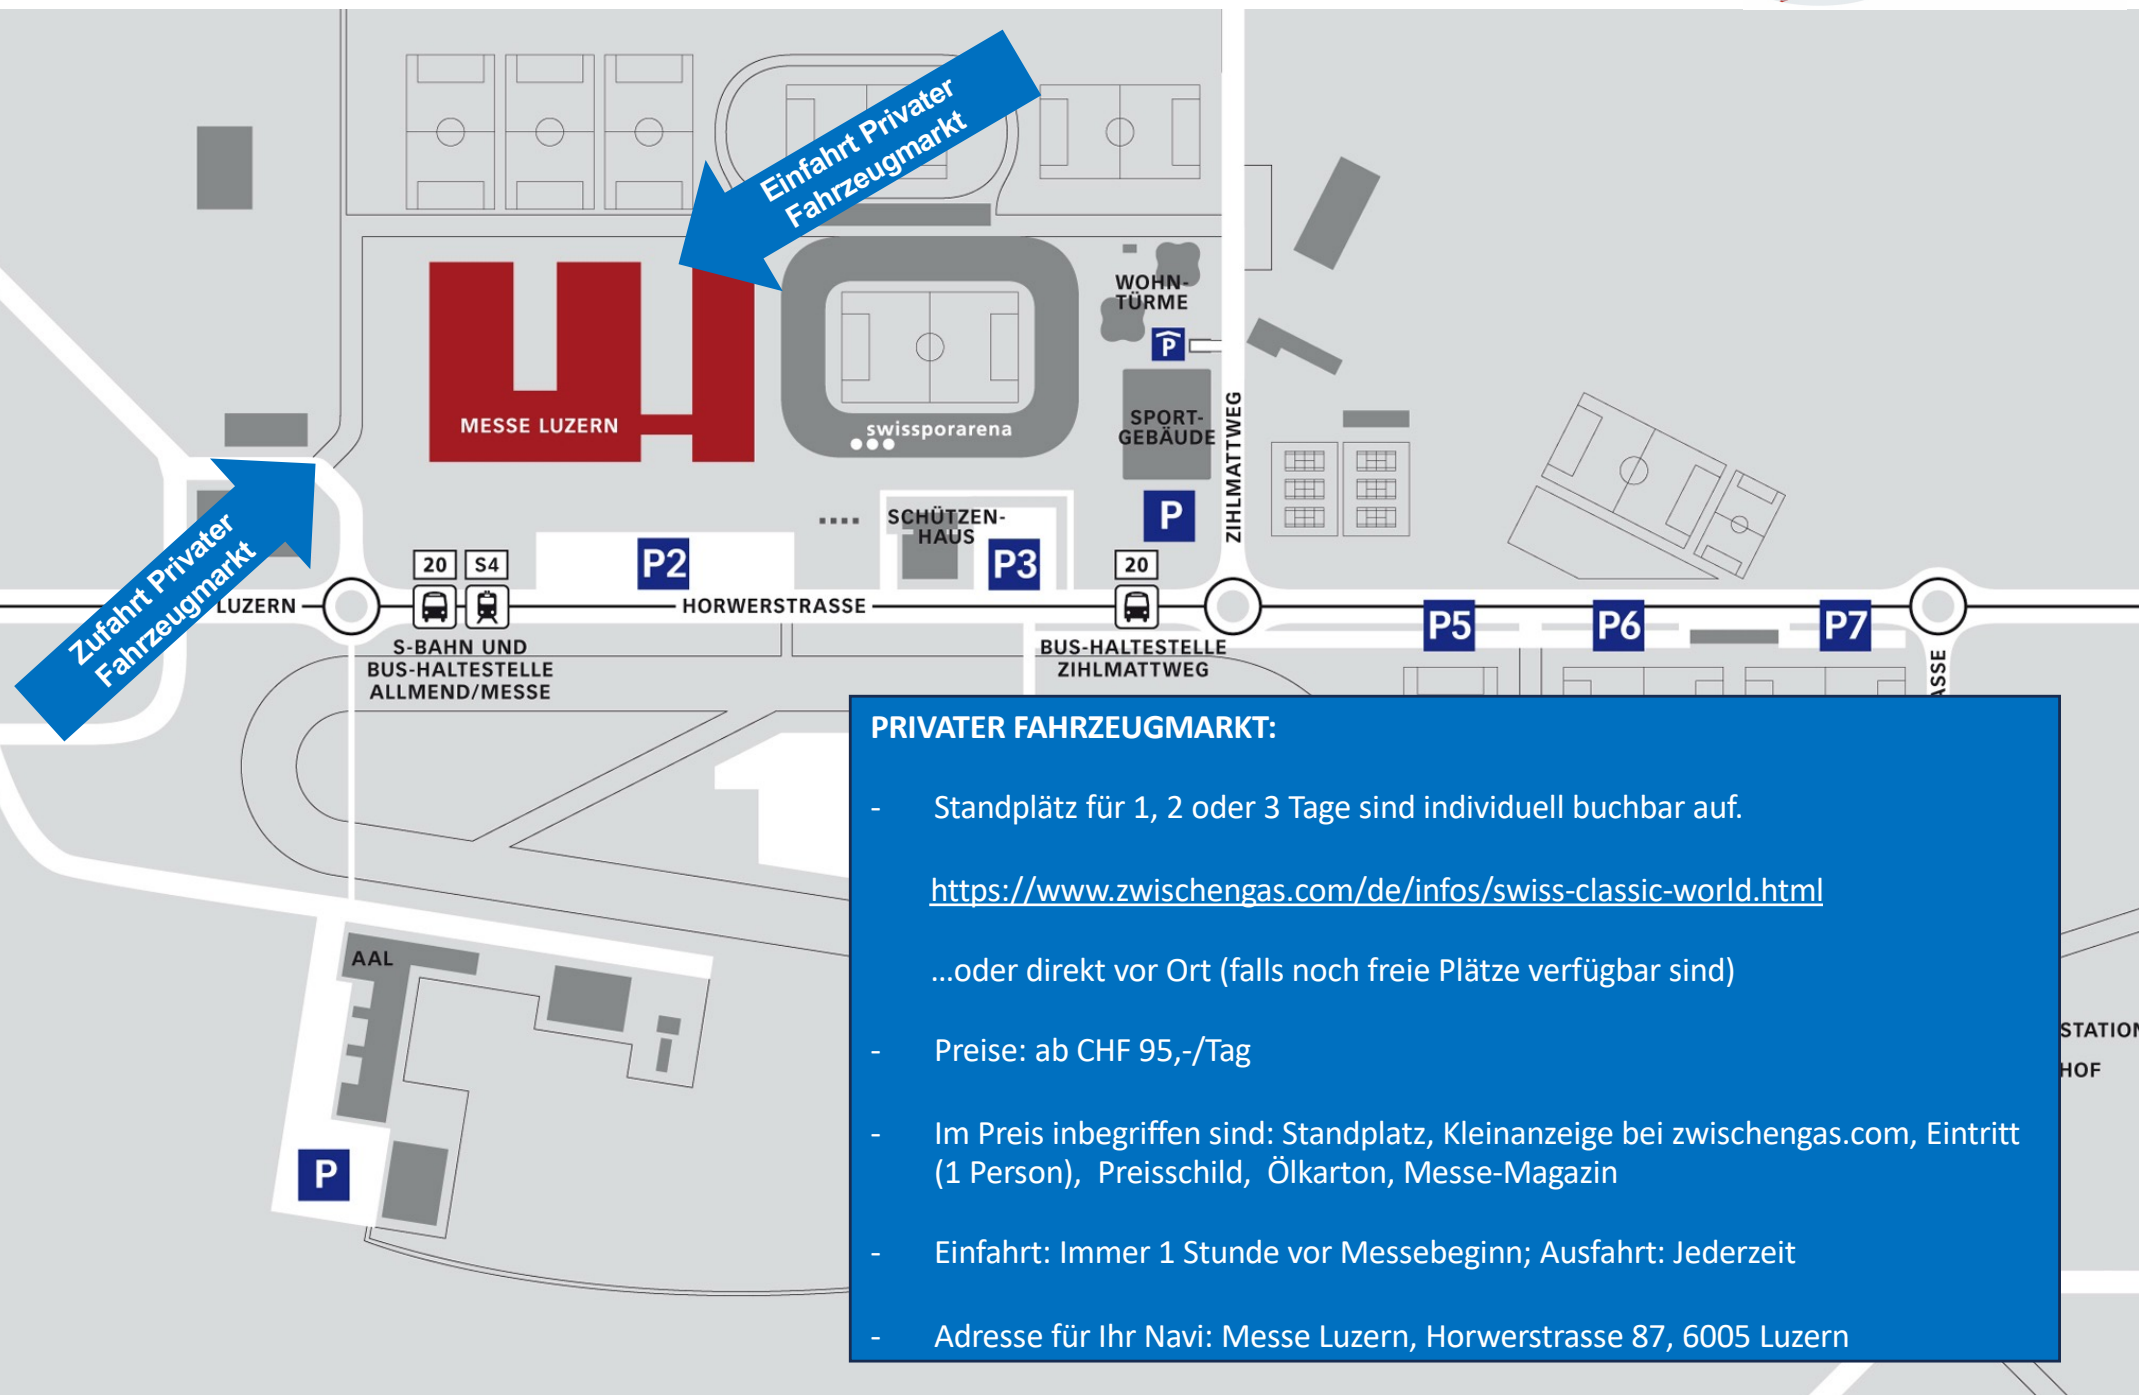 Einfahrt Privater
Fahrzeugmarkt
WOHN-
TÜRME
P
MESSE LUZERN
swissporarena
SPORT-
GEBÄUDE
ZIHLMATTWEG
P
SCHÜTZEN-
HAUS
Zufahrt Privater
Fahrzeugmarkt
20 S4
P2
P3
20
LUZERN
HORWERSTRASSE
P5
P6
P7
S-BAHN UND
BUS-HALTESTELLE
ALLMEND/MESSE
BUS-HALTESTELLE
ZIHLMATTWEG
ASSE
PRIVATER FAHRZEUGMARKT:
- Standplätz für 1, 2 oder 3 Tage sind individuell buchbar auf.
https://www.zwischengas.com/de/infos/swiss-classic-world.html
...oder direkt vor Ort (falls noch freie Plätze verfügbar sind)
- Preise: ab CHF 95,-/Tag
- Im Preis inbegriffen sind: Standplatz, Kleinanzeige bei zwischengas.com, Eintritt
(1 Person), Preisschild, Ölkarton, Messe-Magazin
- Einfahrt: Immer 1 Stunde vor Messebeginn; Ausfahrt: Jederzeit
- Adresse für Ihr Navi: Messe Luzern, Horwerstrasse 87, 6005 Luzern
AAL
P
STATION
HOF